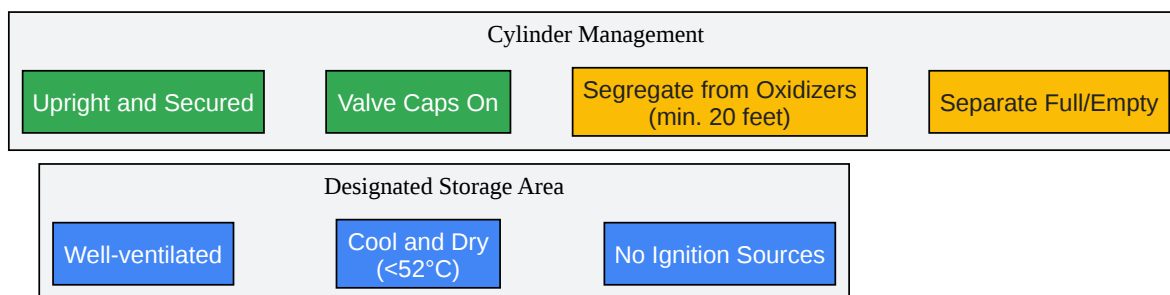 Cylinder Management
Upright and Secured
Valve Caps On
Segregate from Oxidizers
(min. 20 feet)
Separate Full/Empty
Designated Storage Area
Well-ventilated
Cool and Dry
(<52°C)
No Ignition Sources